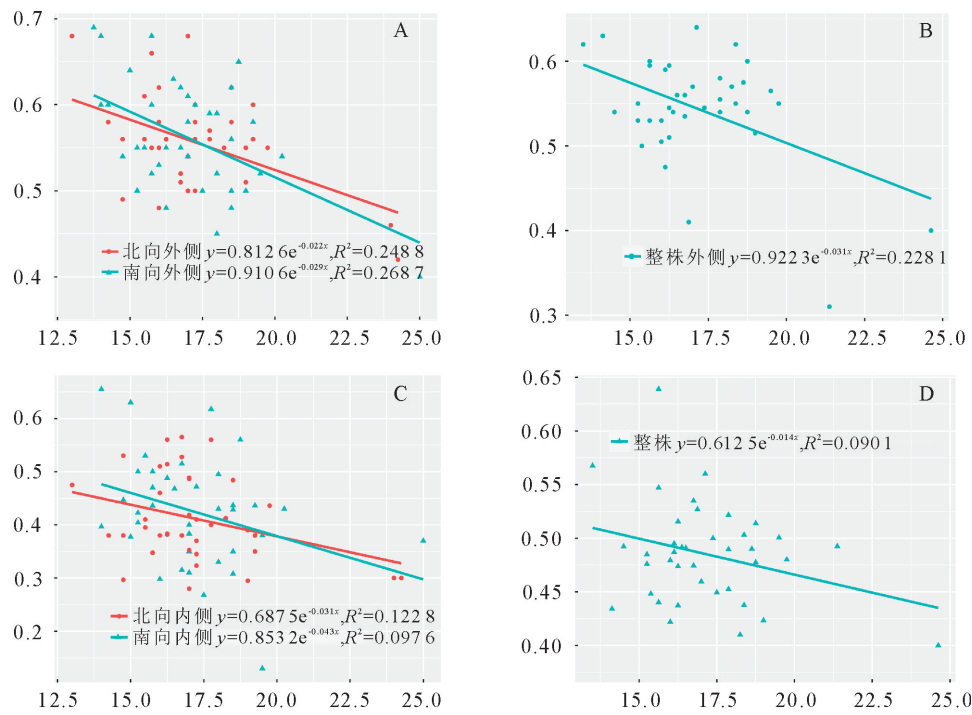 0.7
A
0.6
0.5
0.4
北向外侧 y=0.812 6e^-0.022x,R²=0.248 8
南向外侧 y=0.910 6e^-0.029x,R²=0.268 7
12.5 15.0 17.5 20.0 22.5 25.0
B
0.6
0.5
0.4
整株外侧 y=0.922 3e^-0.031x,R²=0.228 1
0.3
15.0 17.5 20.0 22.5 25.0
C
0.6
0.5
0.4
0.3
0.2
北向内侧 y=0.687 5e^-0.031x,R²=0.122 8
南向内侧 y=0.853 2e^-0.043x,R²=0.097 6
12.5 15.0 17.5 20.0 22.5 25.0
0.65
D
0.60
整株 y=0.612 5e^-0.014x,R²=0.090 1
0.55
0.50
0.45
0.40
15.0 17.5 20.0 22.5 25.0